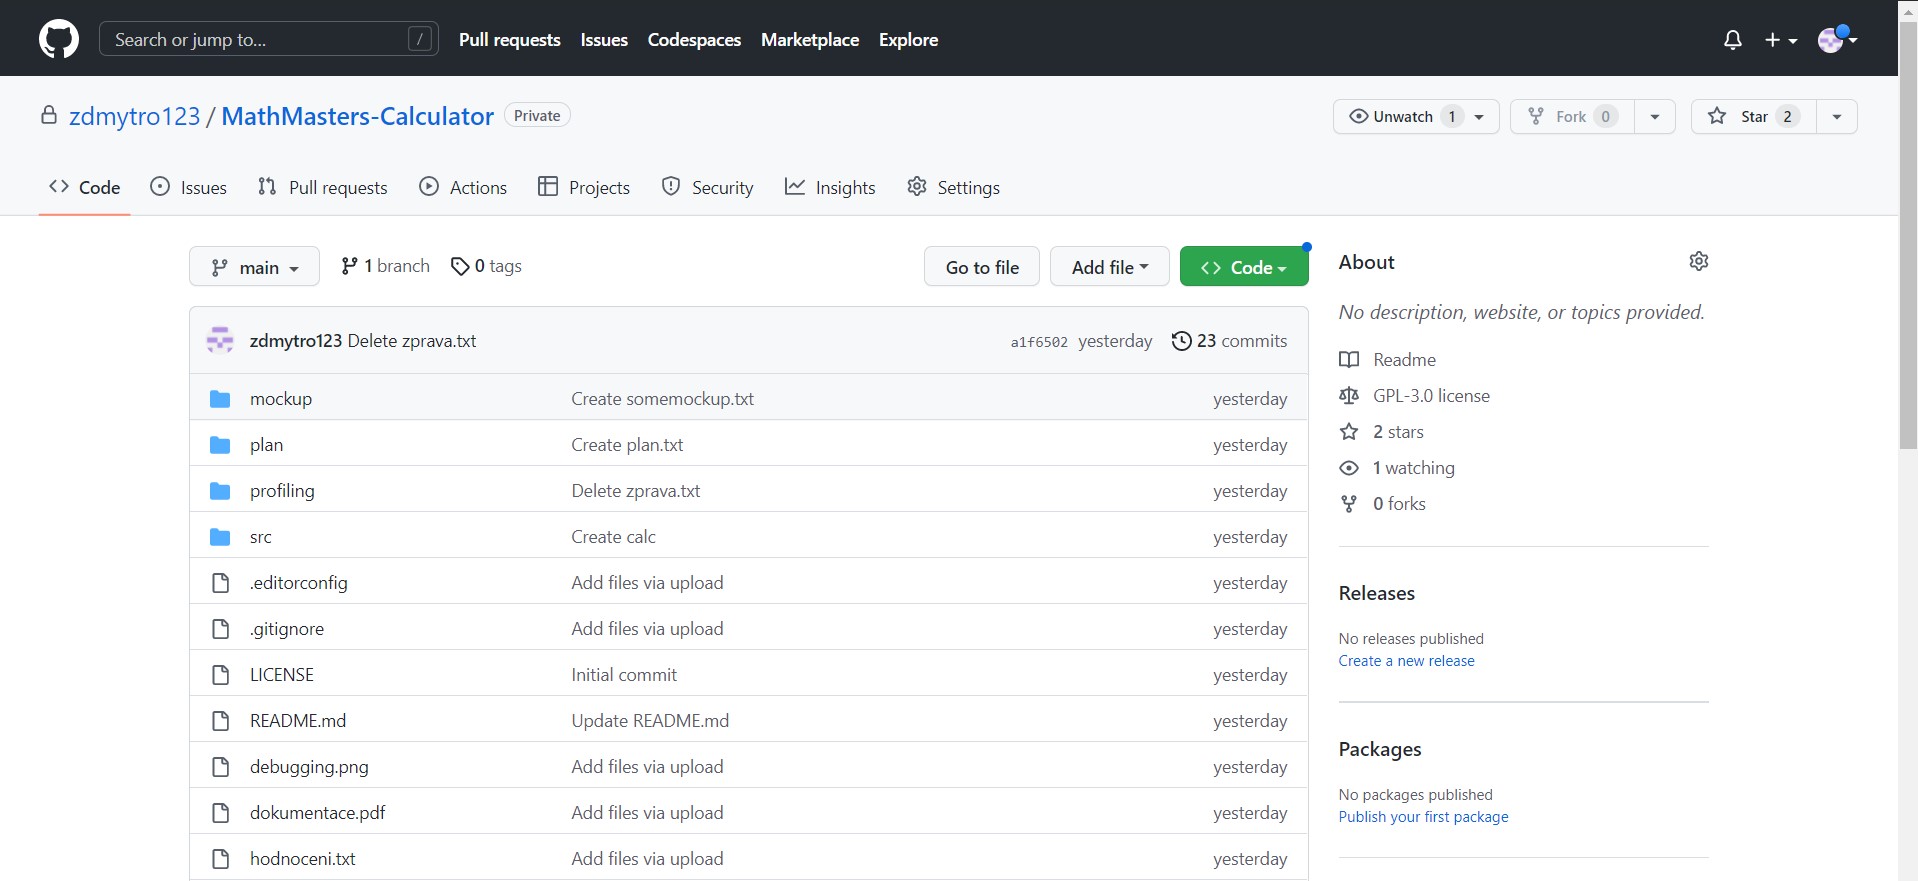 Search or jump to... / Pull requests Issues Codespaces Marketplace Explore
zdmytro123 / MathMasters-Calculator Private Unwatch 1 Fork 0 Star 2
Code Issues Pull requests Actions Projects Security Insights Settings
main 1 branch 0 tags Go to file Add file Code
zdmytro123 Delete zprava.txt a1f6502 yesterday 23 commits
mockup Create somemockup.txt yesterday
plan Create plan.txt yesterday
profiling Delete zprava.txt yesterday
src Create calc yesterday
.editorconfig Add files via upload yesterday
.gitignore Add files via upload yesterday
LICENSE Initial commit yesterday
README.md Update README.md yesterday
debugging.png Add files via upload yesterday
dokumentace.pdf Add files via upload yesterday
hodnoceni.txt Add files via upload yesterday
About
No description, website, or topics provided.
Readme
GPL-3.0 license
2 stars
1 watching
0 forks
Releases
No releases published
Create a new release
Packages
No packages published
Publish your first package